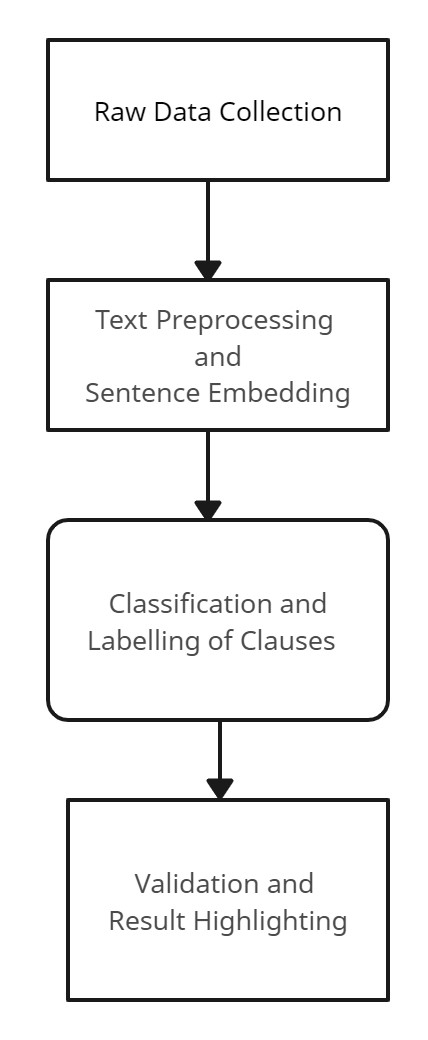 Raw Data Collection
Text Preprocessing
and
Sentence Embedding
Classification and
Labelling of Clauses
Validation and
Result Highlighting